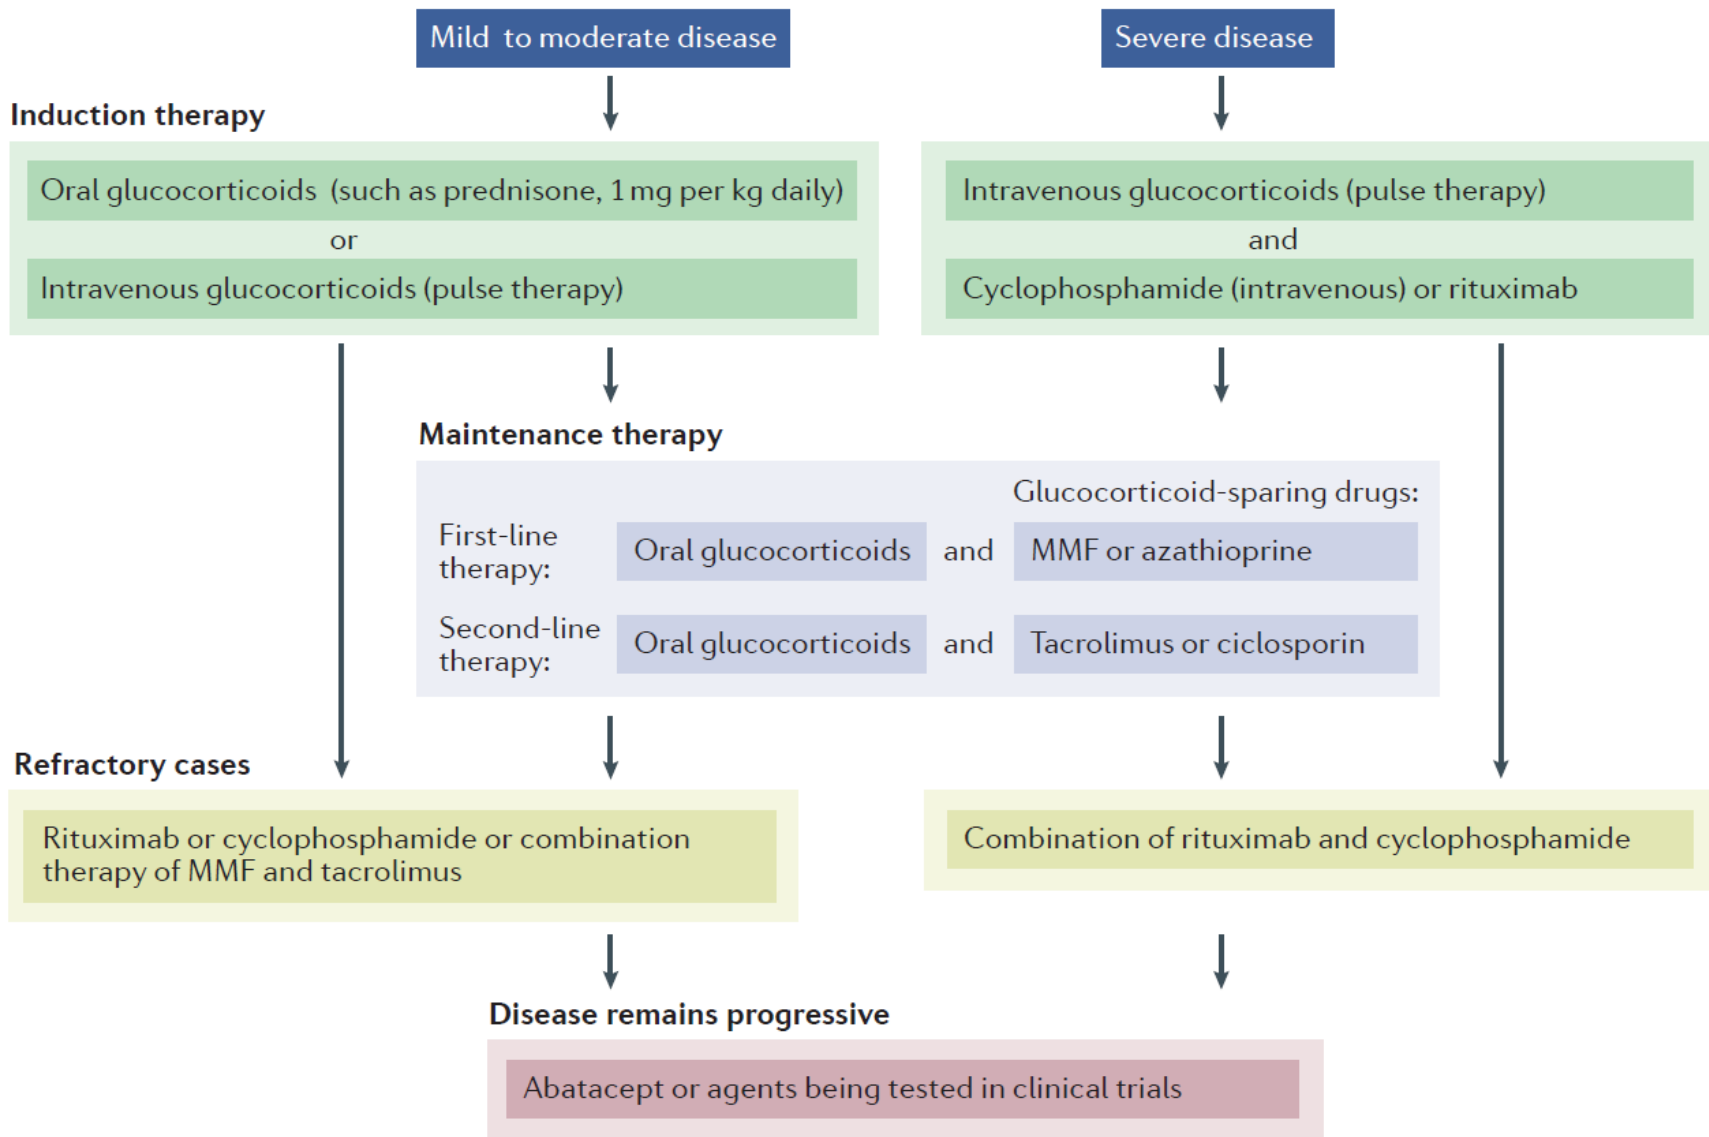 Mild to moderate disease
Severe disease
Induction therapy
Oral glucocorticoids (such as prednisone, 1 mg per kg daily)
or
Intravenous glucocorticoids (pulse therapy)
Intravenous glucocorticoids (pulse therapy)
and
Cyclophosphamide (intravenous) or rituximab
Maintenance therapy
Glucocorticoid-sparing drugs:
First-line
therapy:
Oral glucocorticoids
and
MMF or azathioprine
Second-line
therapy:
Oral glucocorticoids
and
Tacrolimus or ciclosporin
Refractory cases
Rituximab or cyclophosphamide or combination
therapy of MMF and tacrolimus
Combination of rituximab and cyclophosphamide
Disease remains progressive
Abatacept or agents being tested in clinical trials